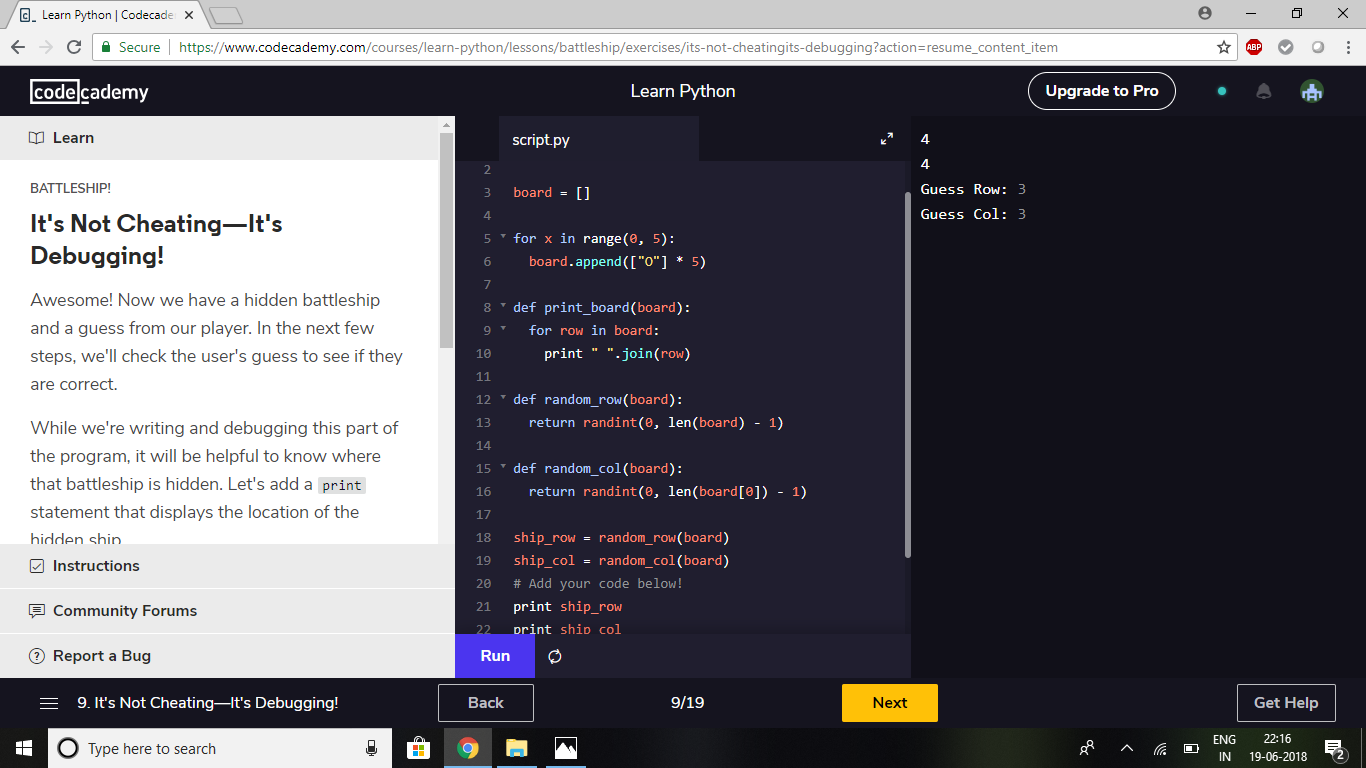 Learn Python | Codecade
Secure
https://www.codecademy.com/courses/learn-python/lessons/battleship/exercises/its-not-cheatingits-debugging?action=resume_content_item
ABP
codecademy
Learn Python
Upgrade to Pro
Learn
BATTLESHIP!
It's Not Cheating—It's
Debugging!
Awesome! Now we have a hidden battleship
and a guess from our player. In the next few
steps, we'll check the user's guess to see if they
are correct.
While we're writing and debugging this part of
the program, it will be helpful to know where
that battleship is hidden. Let's add a print
statement that displays the location of the
hidden ship
Instructions
Community Forums
Report a Bug
script.py
2
3 board = []
4
5 for x in range(0, 5):
6 board.append(["O"] * 5)
7
8 def print_board(board):
9 for row in board:
10 print " ".join(row)
11
12 def random_row(board):
13 return randint(0, len(board) - 1)
14
15 def random_col(board):
16 return randint(0, len(board[0]) - 1)
17
18 ship_row = random_row(board)
19 ship_col = random_col(board)
20 # Add your code below!
21 print ship_row
22 print ship_col
Run
4
4
Guess Row: 3
Guess Col: 3
9. It's Not Cheating—It's Debugging!
Back
9/19
Next
Get Help
Type here to search
ENG
IN
22:16
19-06-2018
2